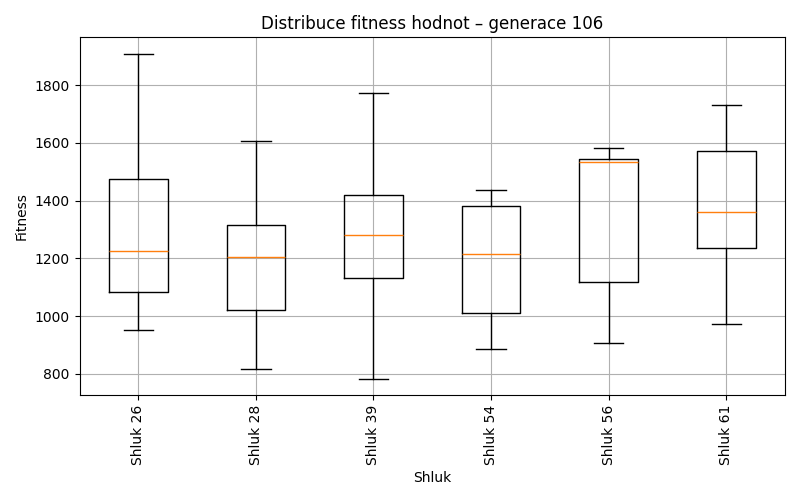 Distribuce fitness hodnot – generace 106
Fitness
1800
1600
1400
1200
1000
800
Shluk 26
Shluk 28
Shluk 39
Shluk 54
Shluk 56
Shluk 61
Shluk